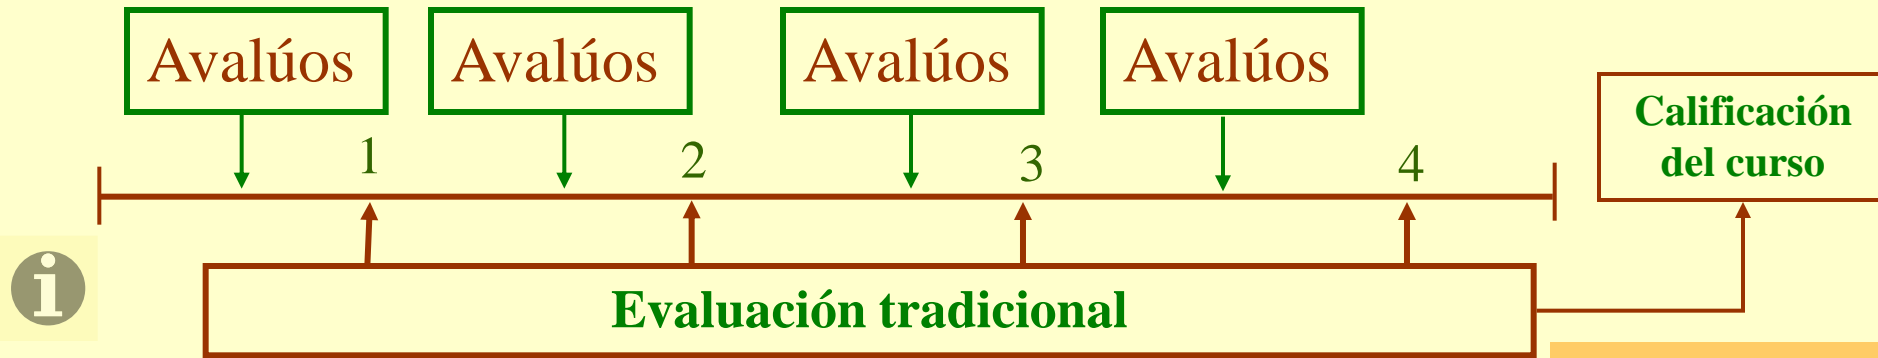 Avalúos Avalúos Avalúos Avalúos
Calificación
del curso
1 2 3 4
Evaluación tradicional